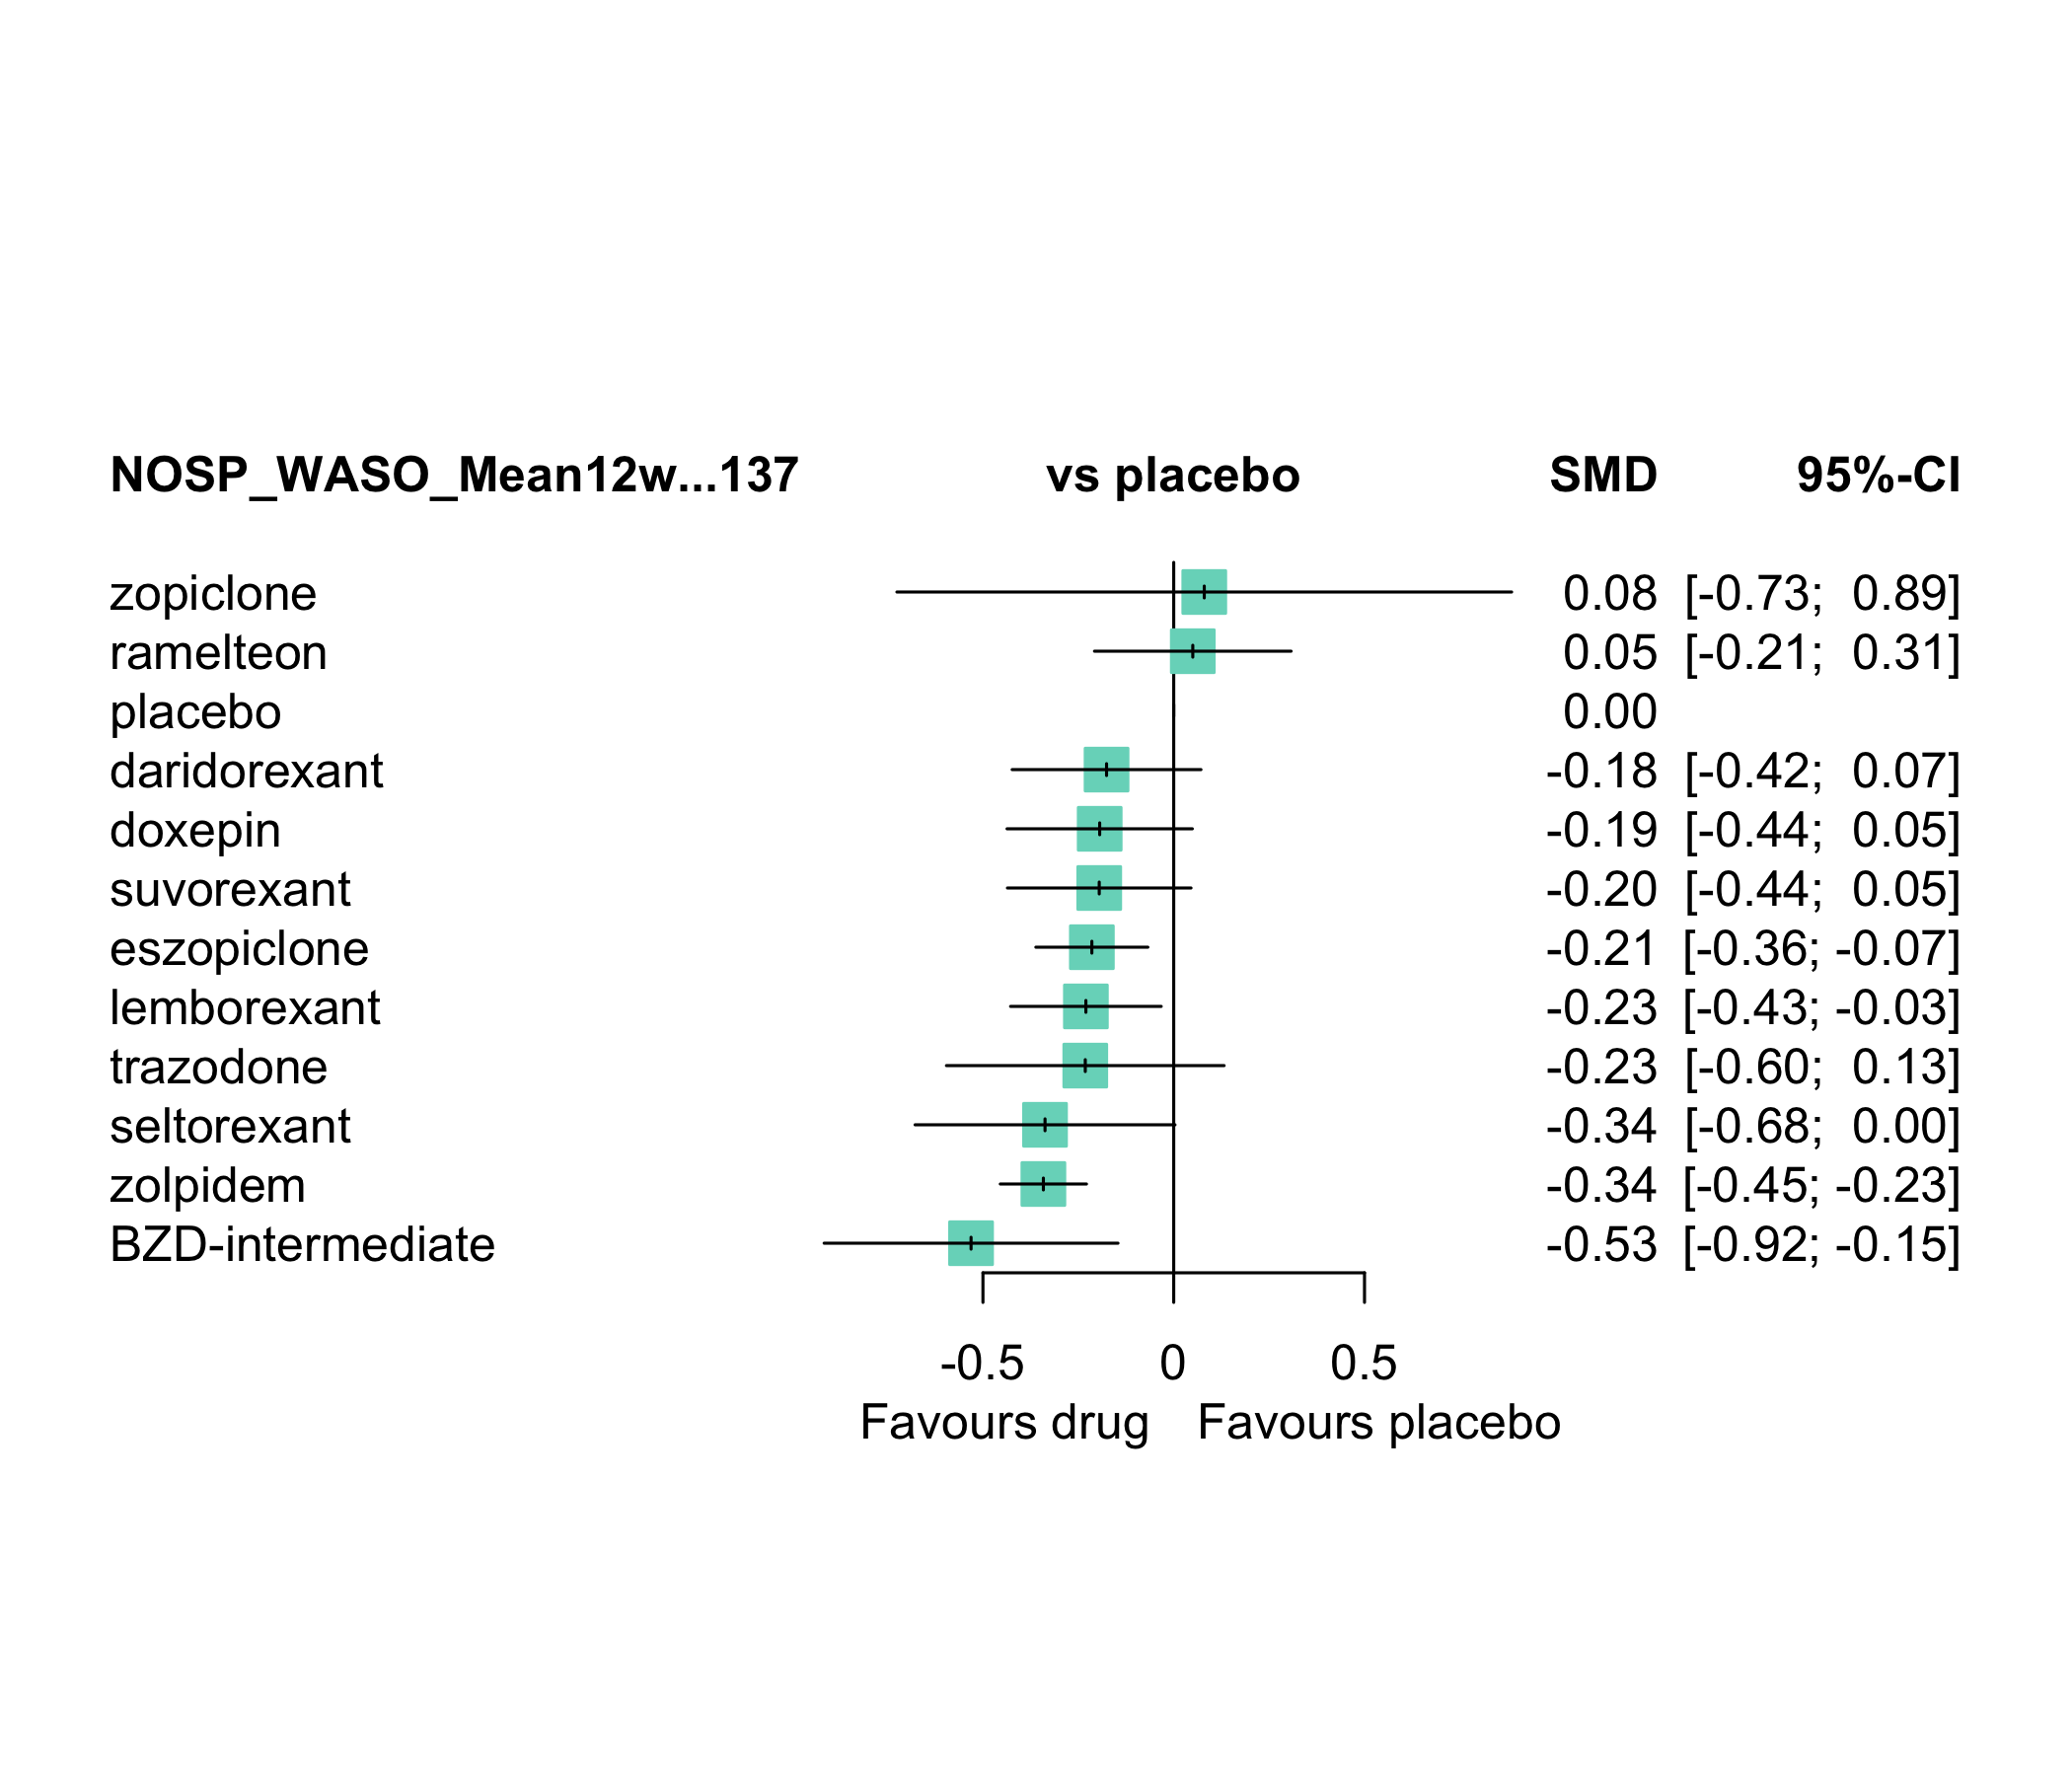 NOSP_WASO_Mean12w...137 vs placebo SMD 95%-CI
zopiclone 0.08 [-0.73; 0.89]
ramelteon 0.05 [-0.21; 0.31]
placebo 0.00
daridorexant -0.18 [-0.42; 0.07]
doxepin -0.19 [-0.44; 0.05]
suvorexant -0.20 [-0.44; 0.05]
eszopiclone -0.21 [-0.36; -0.07]
lemborexant -0.23 [-0.43; -0.03]
trazodone -0.23 [-0.60; 0.13]
seltorexant -0.34 [-0.68; 0.00]
zolpidem -0.34 [-0.45; -0.23]
BZD-intermediate -0.53 [-0.92; -0.15]
-0.5 0 0.5
Favours drug Favours placebo